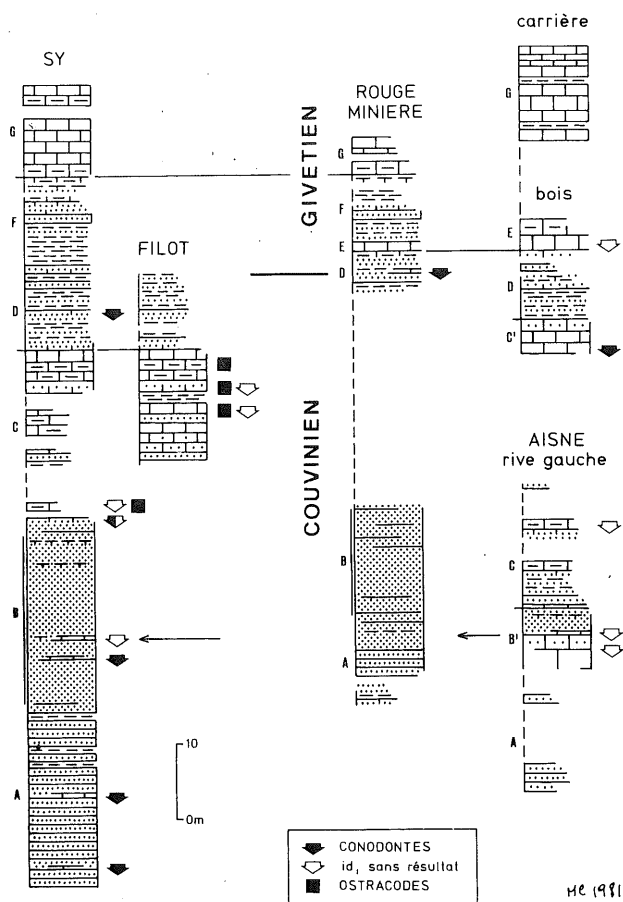 SY
G
F
D
C
B
A
FILOT
10
0m
GIVETIEN
COUVINIEN
ROUGE
MINIERE
G
F
E
D
B
A
carrière
G
bois
E
D
C'
AISNE
rive gauche
C
B'
A
CONODONTES
id, sans résultat
OSTRACODES
MC 1981